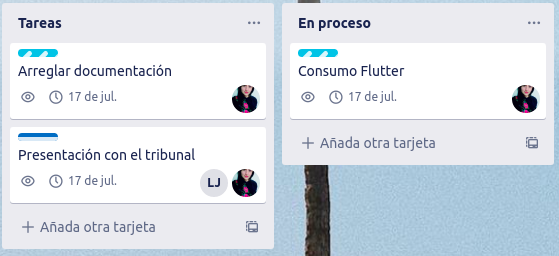 Tareas
Arreglar documentación
17 de jul.
Presentación con el tribunal
17 de jul.
LJ
Añada otra tarjeta
En proceso
Consumo Flutter
17 de jul.
Añada otra tarjeta